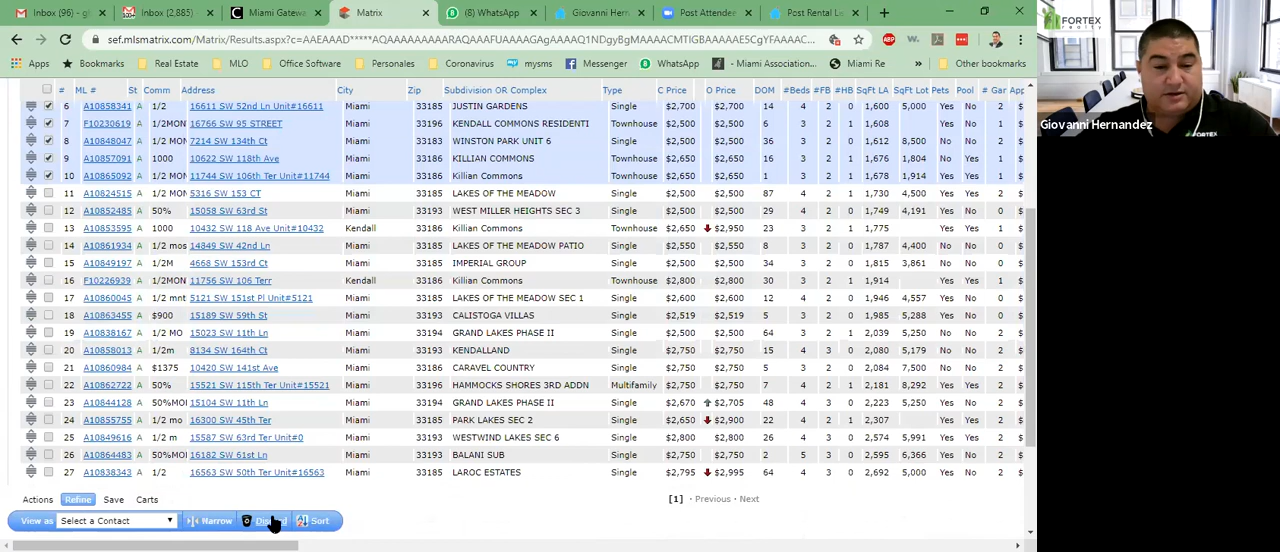 Inbox (96) - gi
Inbox (2,885)
Miami Gatewa
Matrix
(8) WhatsApp
Giovanni Her
Post Attendee
Post Rental Li
FORTEX
realty
sef.mlsmatrix.com/Matrix/Results.aspx?c=AAEAAAD*****AQAAAAAAAAAAAQAAAFUAAAAGAgAAAAQ1NDgyBgMAAAACMTIGBAAAAAE5CgYFAAAAC...
Apps Bookmarks Real Estate MLO Office Software Personales Coronavirus mysms Messenger WhatsApp - Miami Association... Miami Re » Other bookmarks
# ML # St Comm Address City Zip Subdivision OR Complex Type C Price O Price DOM #Beds #FB #HB SqFt LA SqFt Lot Pets Pool # Gar App
6 A10858341 A 1/2 16611 SW 52nd Ln Unit#16611 Miami 33185 JUSTIN GARDENS Single $2,700 $2,700 14 4 2 1 1,600 5,000 Yes No 2 $
7 F10230619 A 1/2MON 16766 SW 95 STREET Miami 33196 KENDALL COMMONS RESIDENTI Townhouse $2,500 $2,500 6 3 2 1 1,608 Yes No 1 $
8 A10848047 A 1/2 MON 7214 SW 134th Ct Miami 33183 WINSTON PARK UNIT 6 Single $2,500 $2,500 36 3 2 0 1,612 8,500 No No 2 $
9 A10857091 A 1000 10622 SW 118th Ave Miami 33186 KILLIAN COMMONS Townhouse $2,650 $2,650 16 3 2 1 1,676 1,804 No Yes 1 $
10 A10865092 A 1/2 MON 11744 SW 106th Ter Unit#11744 Miami 33186 Killian Commons Townhouse $2,650 $2,650 1 3 2 1 1,678 1,914 Yes Yes 1 $
11 A10824515 A 1/2 MON 5316 SW 153 CT Miami 33185 LAKES OF THE MEADOW Single $2,500 $2,500 87 4 2 1 1,730 4,500 Yes Yes 2 $
12 A10852485 A 50% 15058 SW 63rd St Miami 33193 WEST MILLER HEIGHTS SEC 3 Single $2,500 $2,500 29 4 2 0 1,749 4,191 Yes No 0 $
13 A10853595 A 1000 10432 SW 118 Ave Unit#10432 Kendall 33186 Killian Commons Townhouse $2,650 $2,950 23 3 2 1 1,775 Yes Yes 1 $
14 A10861934 A 1/2 mos 14849 SW 42nd Ln Miami 33185 LAKES OF THE MEADOW PATIO Single $2,550 $2,550 8 3 2 0 1,787 4,400 No No 2 $
15 A10849197 A 1/2M 4668 SW 153rd Ct Miami 33185 IMPERIAL GROUP Single $2,500 $2,500 34 3 2 0 1,815 3,861 No No 2 $
16 F10226939 A 1/2MON 11756 SW 106 Terr Kendall 33186 Killian Commons Townhouse $2,800 $2,800 30 3 2 1 1,914 Yes Yes 1 $
17 A10860045 A 1/2 mnt 5121 SW 151st Pl Unit#5121 Miami 33185 LAKES OF THE MEADOW SEC 1 Single $2,600 $2,600 12 4 2 0 1,946 4,557 Yes No 0 $
18 A10863455 A $900 15189 SW 59th St Miami 33193 CALISTOGA VILLAS Single $2,519 $2,519 5 3 2 0 1,985 5,288 Yes No 0 $
19 A10838167 A 1/2 MO 15023 SW 11th Ln Miami 33194 GRAND LAKES PHASE II Single $2,500 $2,500 64 3 2 0 2,039 5,250 No No 2 $
20 A10858013 A 1/2m 8134 SW 164th Ct Miami 33193 KENDALLAND Single $2,750 $2,750 15 4 3 0 2,080 5,179 No No 2 $
21 A10860984 A $1375 10420 SW 141st Ave Miami 33186 CARAVEL COUNTRY Single $2,750 $2,750 5 4 2 0 2,084 7,500 No No 2 $
22 A10862722 A 50% 15521 SW 115th Ter Unit#15521 Miami 33196 HAMMOCKS SHORES 3RD ADDN Multifamily $2,750 $2,750 7 4 2 1 2,181 8,292 Yes Yes 2 $
23 A10844128 A 50%MO 15104 SW 11th Ln Miami 33194 GRAND LAKES PHASE II Single $2,670 $2,705 48 4 3 0 2,223 5,250 Yes No 2 $
24 A10855755 A 1/2 mo 16300 SW 45th Ter Miami 33185 PARK LAKES SEC 2 Single $2,650 $2,900 22 4 3 1 2,307 Yes Yes 2 $
25 A10849616 A 1/2 m 15587 SW 63rd Ter Unit#0 Miami 33193 WESTWIND LAKES SEC 6 Single $2,800 $2,800 26 4 3 0 2,574 5,991 Yes Yes 2 $
26 A10864483 A 50%MO 16182 SW 61st Ln Miami 33193 BALANI SUB Single $2,800 $2,800 2 5 4 0 2,595 6,366 Yes No 2 $
27 A10838343 A 1/2 16563 SW 50th Ter Unit#16563 Miami 33185 LAROC ESTATES Single $2,795 $2,995 64 4 3 0 2,692 5,000 Yes No 2 $
Actions Refine Save Carts [1] · Previous · Next
View as Select a Contact Narrow Discard Sort
Giovanni Hernandez
FORTEX